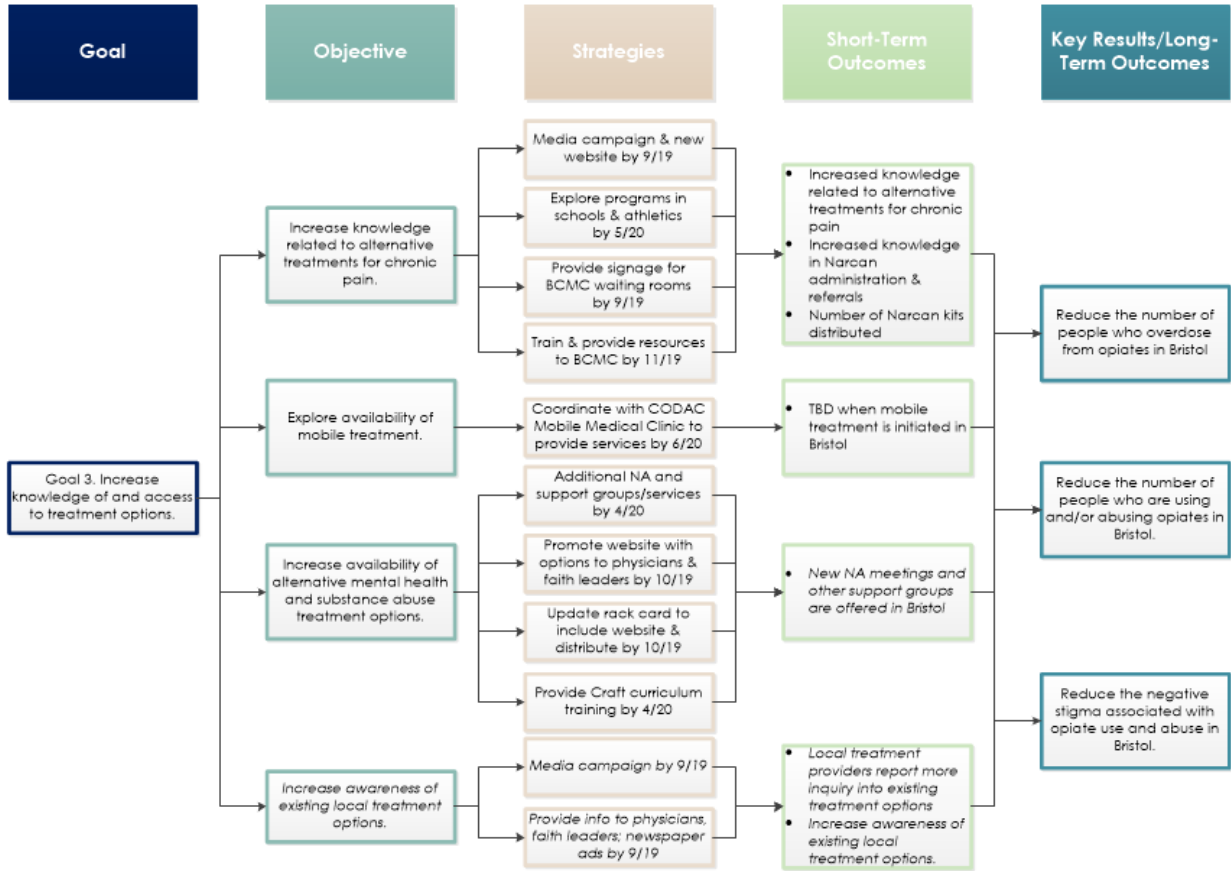 Goal
Objective
Strategies
Short-Term
Outcomes
Key Results/Long-
Term Outcomes
Goal 3. Increase
knowledge of and access
to treatment options.
Increase knowledge
related to alternative
treatments for chronic
pain.
Explore availability of
mobile treatment.
Increase availability of
alternative mental health
and substance abuse
treatment options.
Increase awareness of
existing local treatment
options.
Media campaign & new
website by 9/19
Explore programs in
schools & athletics
by 5/20
Provide signage for
BCMC waiting rooms
by 9/19
Train & provide resources
to BCMC by 11/19
Coordinate with CODAC
Mobile Medical Clinic to
provide services by 6/20
Additional NA and
support groups/services
by 4/20
Promote website with
options to physicians &
faith leaders by 10/19
Update rack card to
include website &
distribute by 10/19
Provide Craft curriculum
training by 4/20
Media campaign by 9/19
Provide info to physicians,
faith leaders; newspaper
ads by 9/19
• Increased knowledge
related to alternative
treatments for chronic
pain
• Increased knowledge
in Narcan
administration &
referrals
• Number of Narcan kits
distributed
• TBD when mobile
treatment is initiated in
Bristol
• New NA meetings and
other support groups
are offered in Bristol
• Local treatment
providers report more
inquiry into existing
treatment options
• Increase awareness of
existing local
treatment options.
Reduce the number of
people who overdose
from opiates in Bristol
Reduce the number of
people who are using
and/or abusing opiates in
Bristol.
Reduce the negative
stigma associated with
opiate use and abuse in
Bristol.